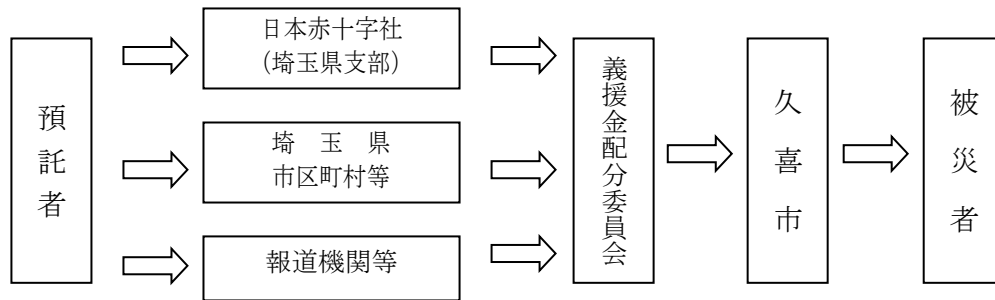 預託者
日本赤十字社
(埼玉県支部)
埼　玉　県
市区町村等
報道機関等
義援金配分委員会
久喜市
被災者